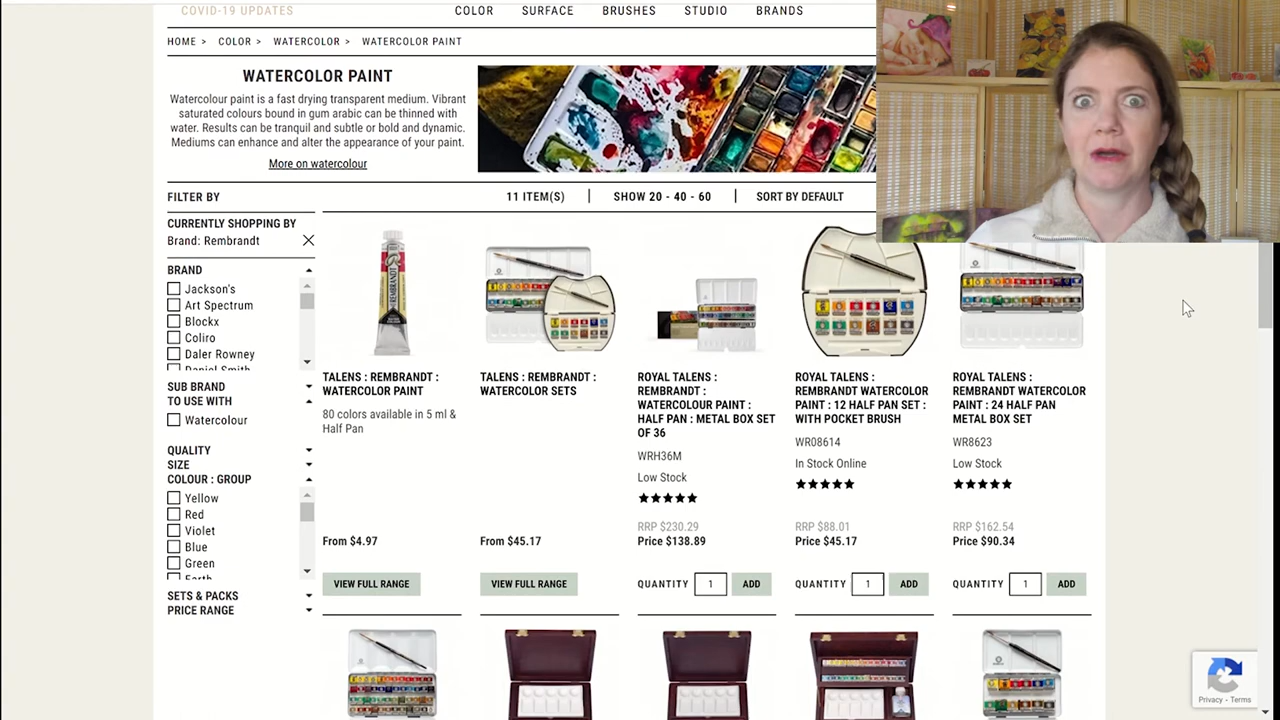 COVID-19 UPDATES
COLOR
SURFACE
BRUSHES
STUDIO
BRANDS
HOME > COLOR > WATERCOLOR > WATERCOLOR PAINT
WATERCOLOR PAINT
Watercolour paint is a fast drying transparent medium. Vibrant
saturated colours bound in gum arabic can be thinned with
water. Results can be tranquil and subtle or bold and dynamic.
Mediums can enhance and alter the appearance of your paint.
More on watercolour
FILTER BY
11 ITEM(S) | SHOW 20 - 40 - 60 | SORT BY DEFAULT
CURRENTLY SHOPPING BY
Brand: Rembrandt
BRAND
Jackson's
Art Spectrum
Blockx
Coliro
Daler Rowney
Daniel Smith
SUB BRAND
TO USE WITH
Watercolour
QUALITY
SIZE
COLOUR : GROUP
Yellow
Red
Violet
Blue
Green
Earth
SETS & PACKS
PRICE RANGE
REMBRANDT
TALENS : REMBRANDT :
WATERCOLOR PAINT
80 colors available in 5 ml &
Half Pan
From $4.97
VIEW FULL RANGE
TALENS : REMBRANDT :
WATERCOLOR SETS
From $45.17
VIEW FULL RANGE
ROYAL TALENS :
REMBRANDT :
WATERCOLOUR PAINT :
HALF PAN : METAL BOX SET
OF 36
WRH36M
Low Stock
RRP $230.29
Price $138.89
QUANTITY 1 ADD
ROYAL TALENS :
REMBRANDT WATERCOLOR
PAINT : 12 HALF PAN SET :
WITH POCKET BRUSH
WR08614
In Stock Online
RRP $88.01
Price $45.17
QUANTITY 1 ADD
ROYAL TALENS :
REMBRANDT WATERCOLOR
PAINT : 24 HALF PAN
METAL BOX SET
WR8623
Low Stock
RRP $162.54
Price $90.34
QUANTITY 1 ADD
Privacy - Terms